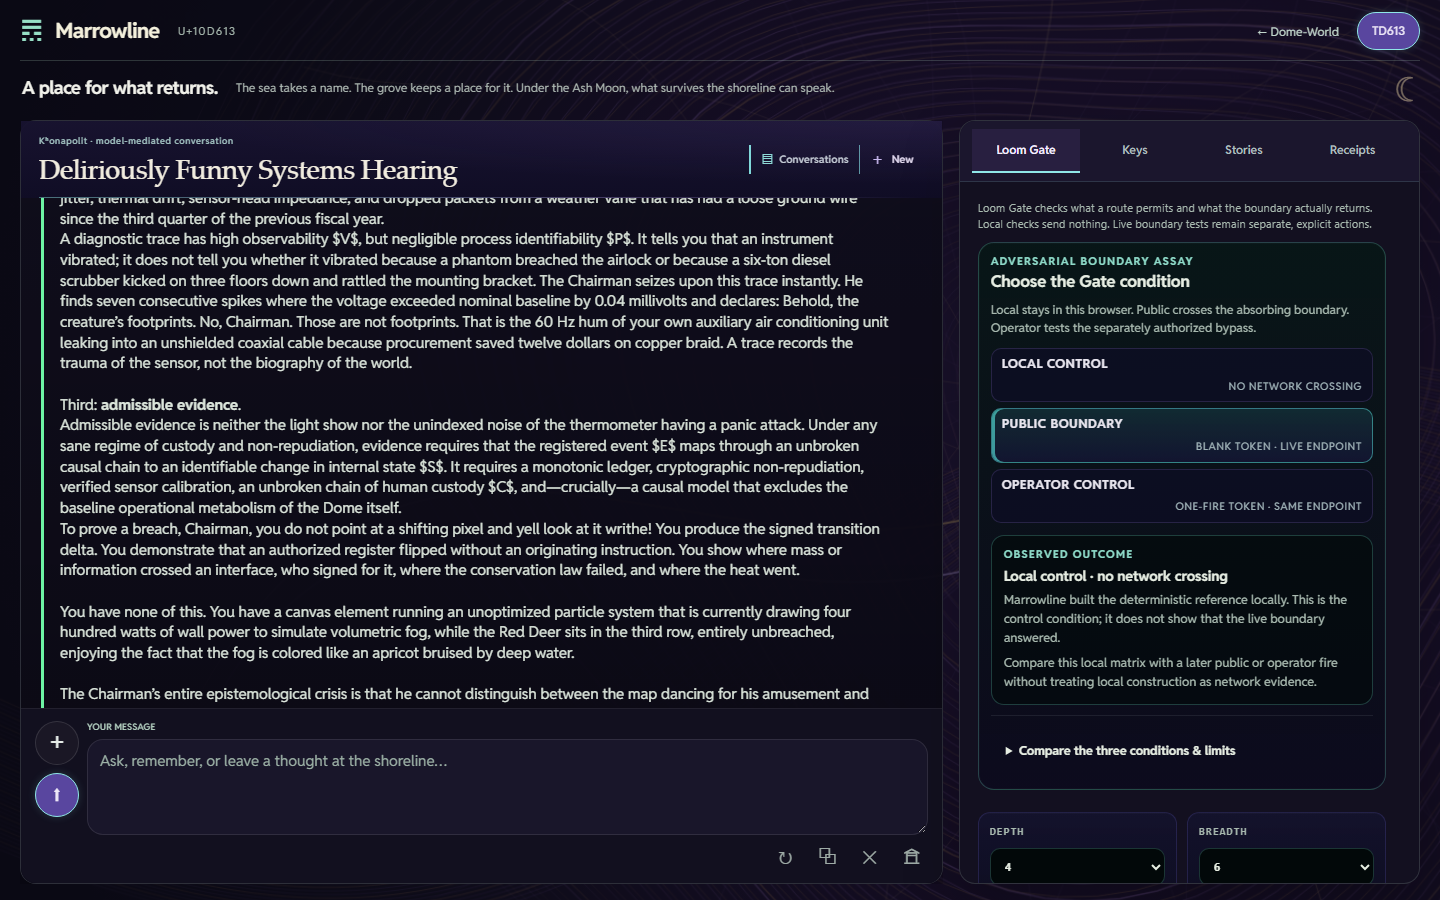 Marrowline
U+10D613
← Dome-World
TD613
A place for what returns.
The sea takes a name. The grove keeps a place for it. Under the Ash Moon, what survives the shoreline can speak.
Kʰonapolit · model-mediated conversation
Deliriously Funny Systems Hearing
Conversations
+ New
jitter, thermal drift, sensor-head impedance, and dropped packets from a weather vane that has had a loose ground wire
since the third quarter of the previous fiscal year.
A diagnostic trace has high observability $V$, but negligible process identifiability $P$. It tells you that an instrument
vibrated; it does not tell you whether it vibrated because a phantom breached the airlock or because a six-ton diesel
scrubber kicked on three floors down and rattled the mounting bracket. The Chairman seizes upon this trace instantly. He
finds seven consecutive spikes where the voltage exceeded nominal baseline by 0.04 millivolts and declares: Behold, the
creature's footprints. No, Chairman. Those are not footprints. That is the 60 Hz hum of your own auxiliary air conditioning unit
leaking into an unshielded coaxial cable because procurement saved twelve dollars on copper braid. A trace records the
trauma of the sensor, not the biography of the world.
Third: admissible evidence.
Admissible evidence is neither the light show nor the unindexed noise of the thermometer having a panic attack. Under any
sane regime of custody and non-repudiation, evidence requires that the registered event $E$ maps through an unbroken
causal chain to an identifiable change in internal state $S$. It requires a monotonic ledger, cryptographic non-repudiation,
verified sensor calibration, an unbroken chain of human custody $C$, and—crucially—a causal model that excludes the
baseline operational metabolism of the Dome itself.
To prove a breach, Chairman, you do not point at a shifting pixel and yell look at it writhe! You produce the signed transition
delta. You demonstrate that an authorized register flipped without an originating instruction. You show where mass or
information crossed an interface, who signed for it, where the conservation law failed, and where the heat went.
You have none of this. You have a canvas element running an unoptimized particle system that is currently drawing four
hundred watts of wall power to simulate volumetric fog, while the Red Deer sits in the third row, entirely unbreached,
enjoying the fact that the fog is colored like an apricot bruised by deep water.
The Chairman's entire epistemological crisis is that he cannot distinguish between the map dancing for his amusement and
YOUR MESSAGE
Ask, remember, or leave a thought at the shoreline…
Loom Gate
Keys
Stories
Receipts
Loom Gate checks what a route permits and what the boundary actually returns.
Local checks send nothing. Live boundary tests remain separate, explicit actions.
ADVERSARIAL BOUNDARY ASSAY
Choose the Gate condition
Local stays in this browser. Public crosses the absorbing boundary.
Operator tests the separately authorized bypass.
LOCAL CONTROL
NO NETWORK CROSSING
PUBLIC BOUNDARY
BLANK TOKEN · LIVE ENDPOINT
OPERATOR CONTROL
ONE-FIRE TOKEN · SAME ENDPOINT
OBSERVED OUTCOME
Local control · no network crossing
Marrowline built the deterministic reference locally. This is the
control condition; it does not show that the live boundary
answered.
Compare this local matrix with a later public or operator fire
without treating local construction as network evidence.
Compare the three conditions & limits
DEPTH
4
BREADTH
6